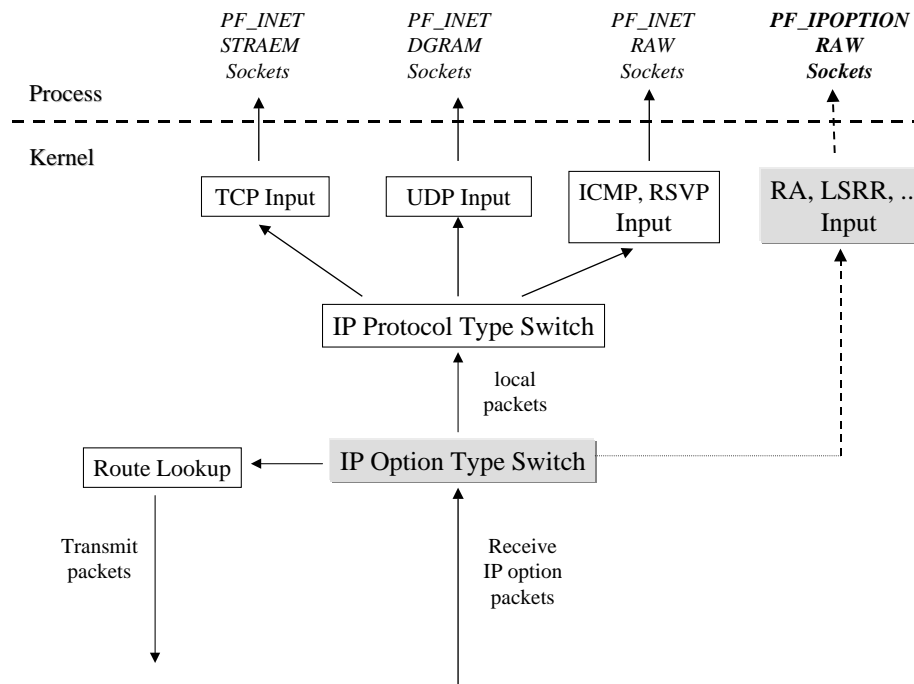 PF_INET
STRAEM
Sockets
PF_INET
DGRAM
Sockets
PF_INET
RAW
Sockets
PF_IPOPTION
RAW
Sockets
Process
Kernel
TCP Input
UDP Input
ICMP, RSVP
Input
RA, LSRR, ..
Input
IP Protocol Type Switch
local
packets
Route Lookup
IP Option Type Switch
Transmit
packets
Receive
IP option
packets